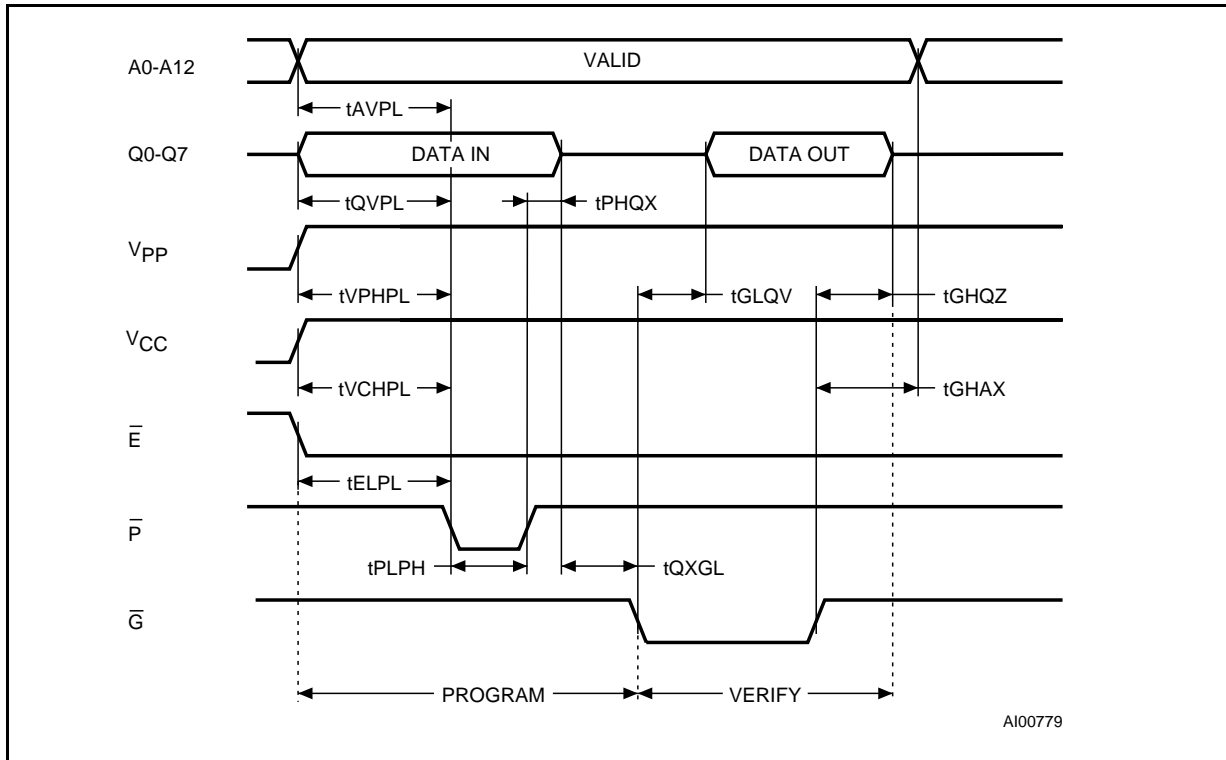 A0-A12 VALID
tAVPL
Q0-Q7 DATA IN DATA OUT
tQVPL tPHQX
VPP
tVPHPL tGLQV tGHQZ
VCC
tVCHPL tGHAX
E̅
tELPL
P̅
tPLPH tQXGL
G̅
PROGRAM VERIFY
AI00779